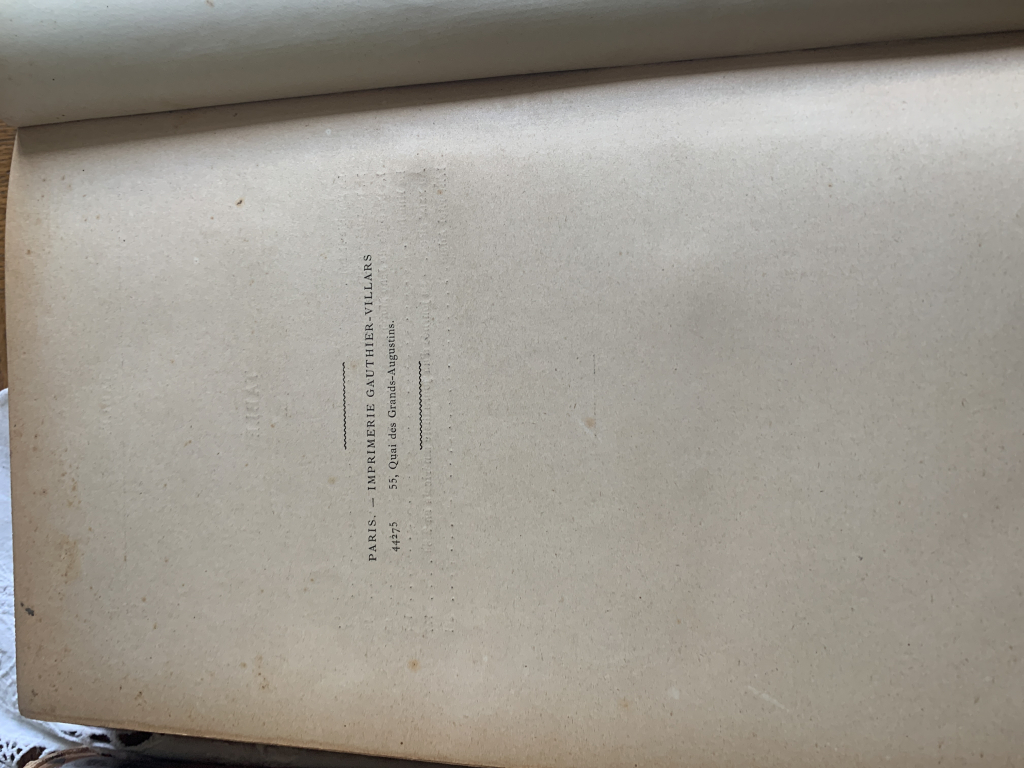 PARIS. — IMPRIMERIE GAUTHIER-VILLARS
44275 55, Quai des Grands-Augustins.